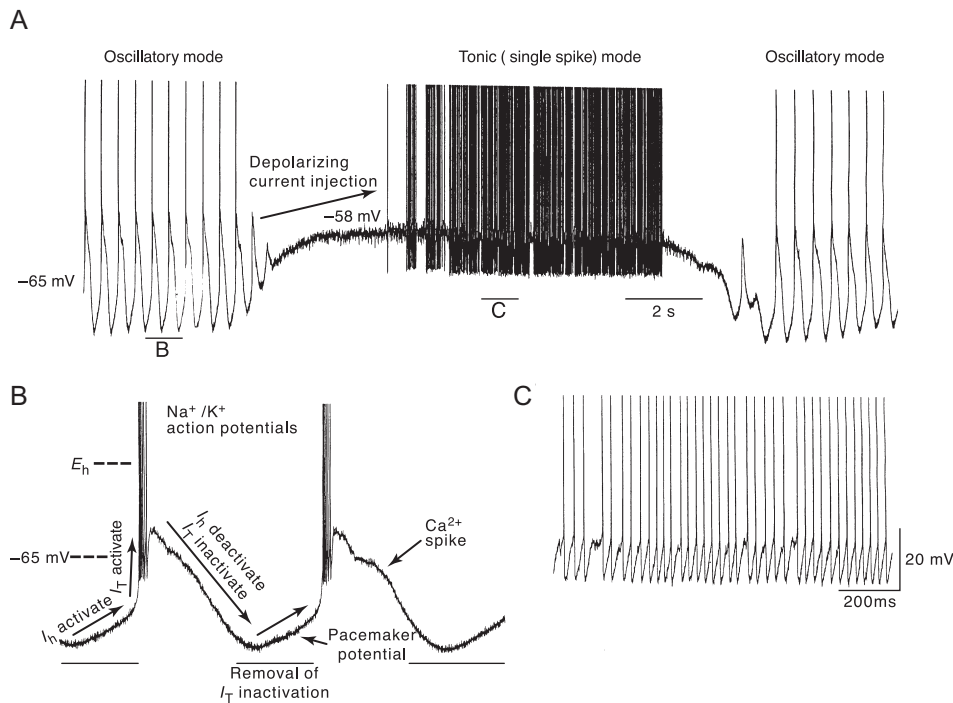 A
Oscillatory mode
Tonic ( single spike) mode
Oscillatory mode
Depolarizing
current injection
–58 mV
–65 mV
B
C
2 s
B
Na+ /K+
action potentials
Eh
–65 mV
Ih activate
IT activate
Ih deactivate
IT inactivate
Ca2+
spike
Pacemaker
potential
Removal of
IT inactivation
C
20 mV
200ms